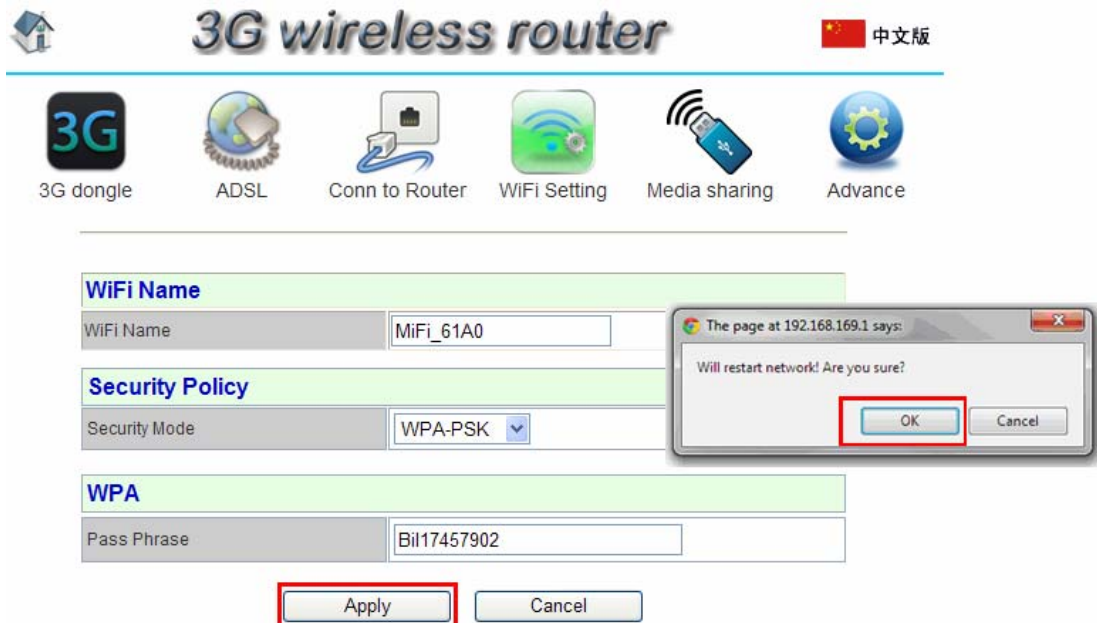 3G wireless router
中文版
3G
3G dongle
ADSL
Conn to Router
WiFi Setting
Media sharing
Advance
WiFi Name
WiFi Name
MiFi_61A0
Security Policy
Security Mode
WPA-PSK
The page at 192.168.169.1 says:
Will restart network! Are you sure?
OK
Cancel
WPA
Pass Phrase
Bil17457902
Apply
Cancel